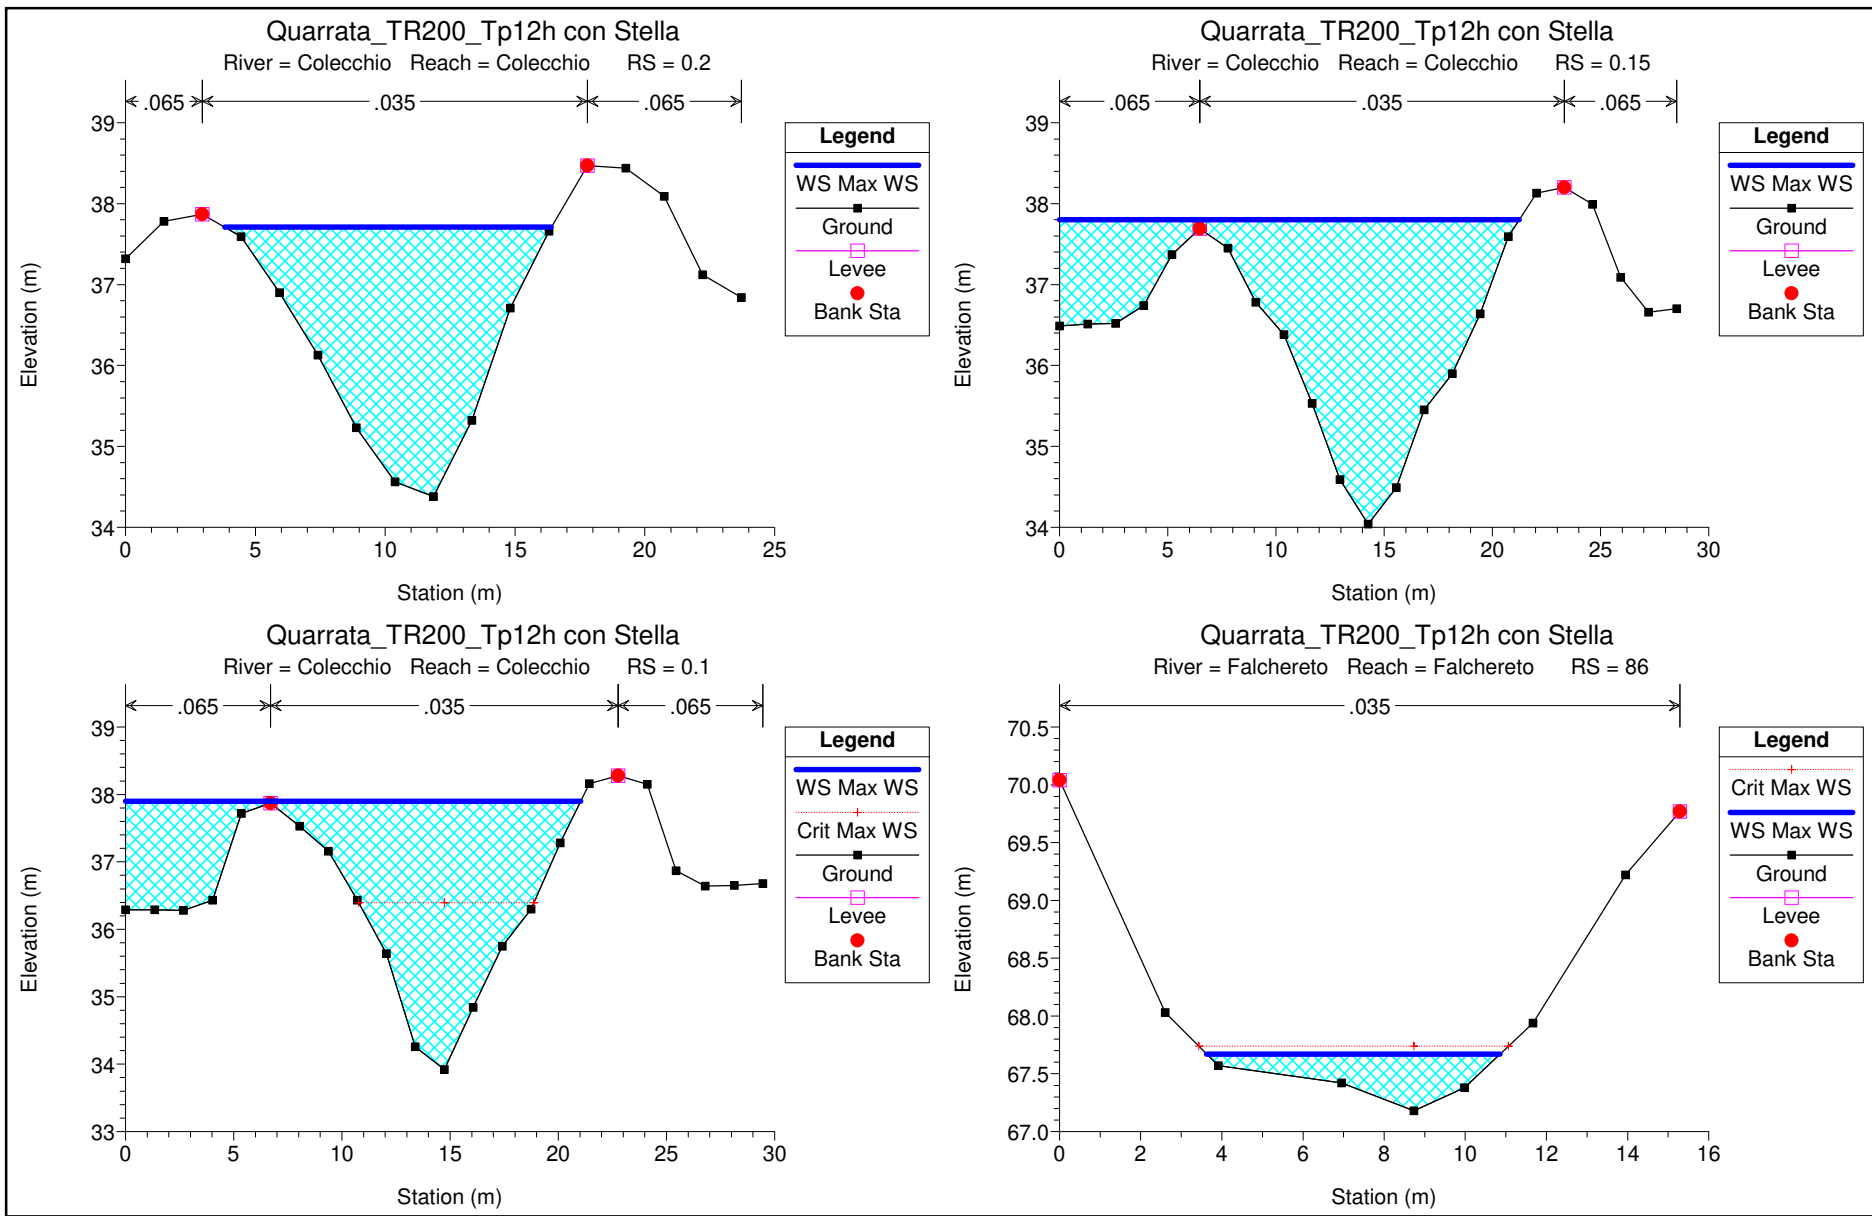 Quarrata_TR200_Tp12h con Stella
River = Colecchio Reach = Colecchio RS = 0.2
.065 .035 .065
39
38
37
36
35
34
0 5 10 15 20 25
Station (m)
Elevation (m)
Legend
WS Max WS
Ground
Levee
Bank Sta
Quarrata_TR200_Tp12h con Stella
River = Colecchio Reach = Colecchio RS = 0.15
.065 .035 .065
39
38
37
36
35
34
0 5 10 15 20 25 30
Station (m)
Elevation (m)
Legend
WS Max WS
Ground
Levee
Bank Sta
Quarrata_TR200_Tp12h con Stella
River = Colecchio Reach = Colecchio RS = 0.1
.065 .035 .065
39
38
37
36
35
34
33
0 5 10 15 20 25 30
Station (m)
Elevation (m)
Legend
WS Max WS
Crit Max WS
Ground
Levee
Bank Sta
Quarrata_TR200_Tp12h con Stella
River = Falchereto Reach = Falchereto RS = 86
.035
70.5
70.0
69.5
69.0
68.5
68.0
67.5
67.0
0 2 4 6 8 10 12 14 16
Station (m)
Elevation (m)
Legend
Crit Max WS
WS Max WS
Ground
Levee
Bank Sta